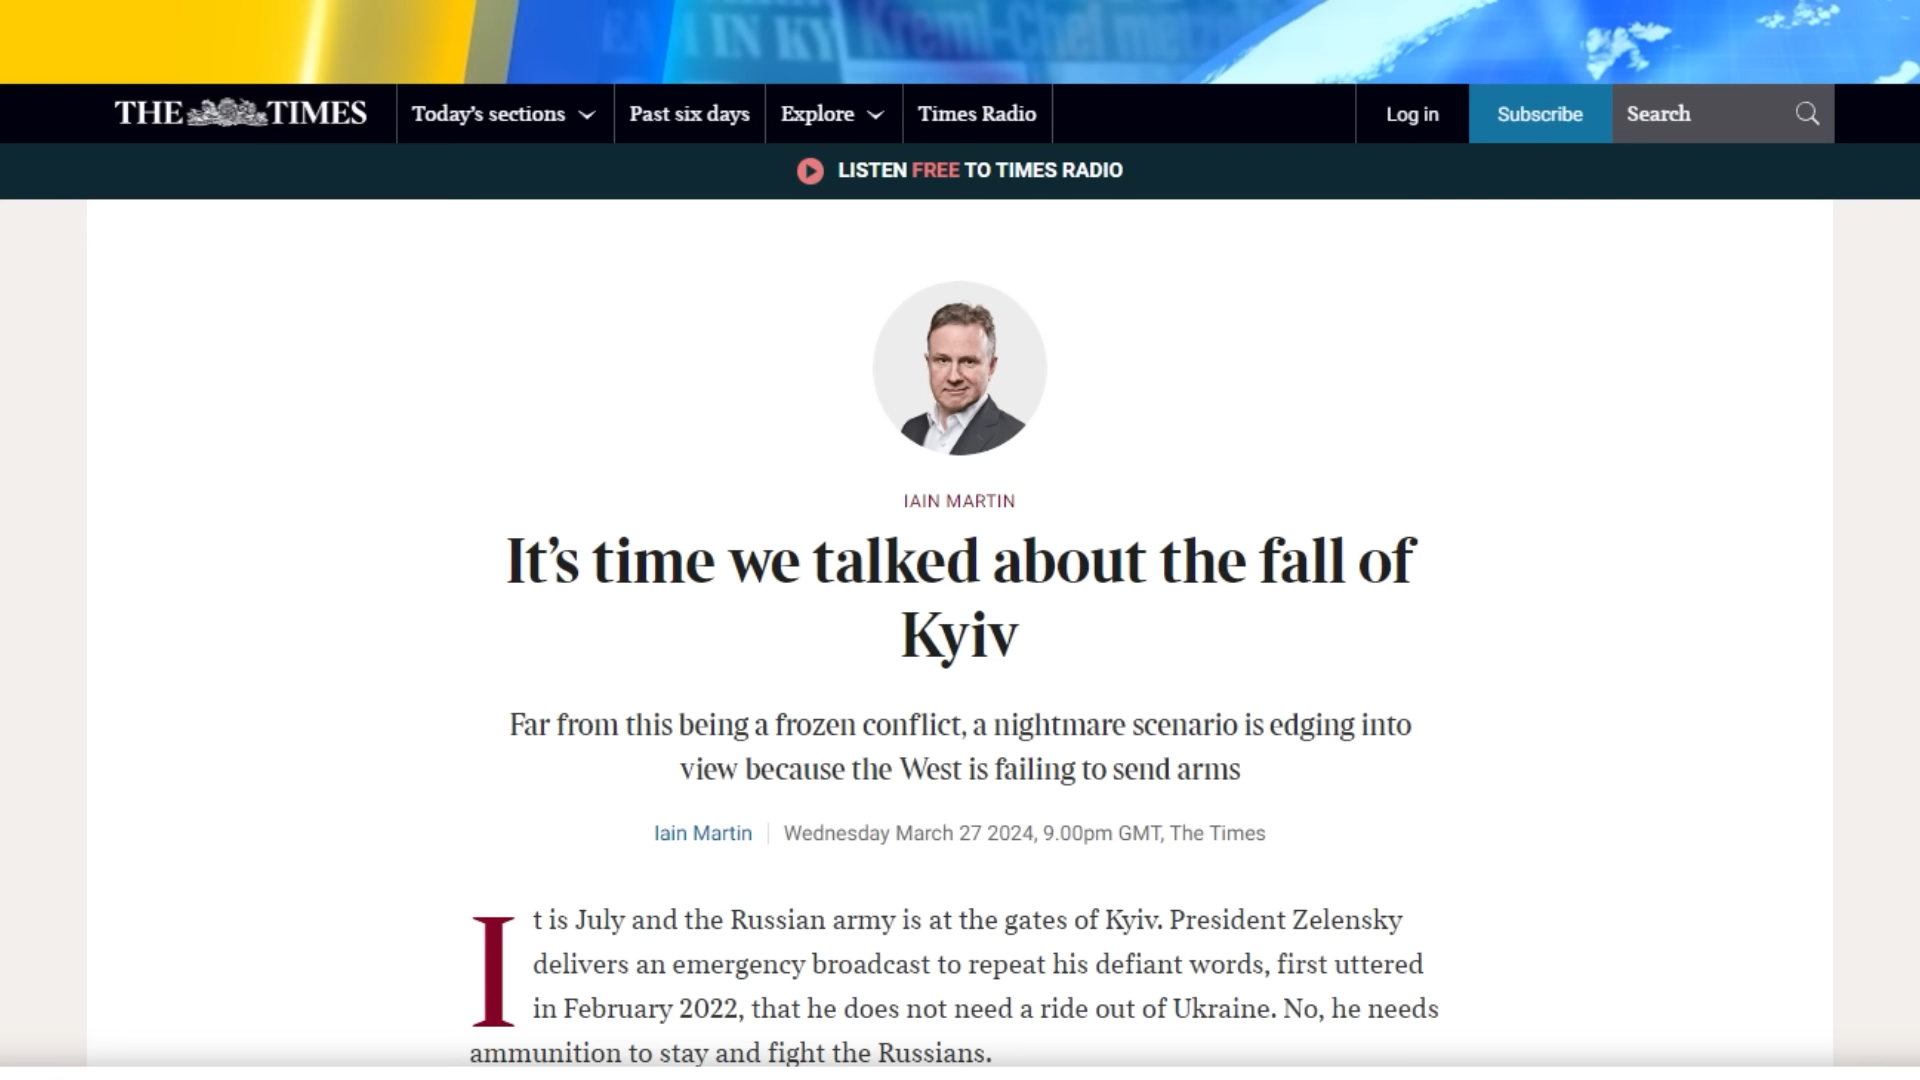 IN KY
Kreml-Chef
THE TIMES
Today's sections
Past six days
Explore
Times Radio
Log in
Subscribe
Search
LISTEN FREE TO TIMES RADIO
IAIN MARTIN
It’s time we talked about the fall of
Kyiv
Far from this being a frozen conflict, a nightmare scenario is edging into
view because the West is failing to send arms
Iain Martin
Wednesday March 27 2024, 9.00pm GMT, The Times
It is July and the Russian army is at the gates of Kyiv. President Zelensky
delivers an emergency broadcast to repeat his defiant words, first uttered
in February 2022, that he does not need a ride out of Ukraine. No, he needs
ammunition to stay and fight the Russians.